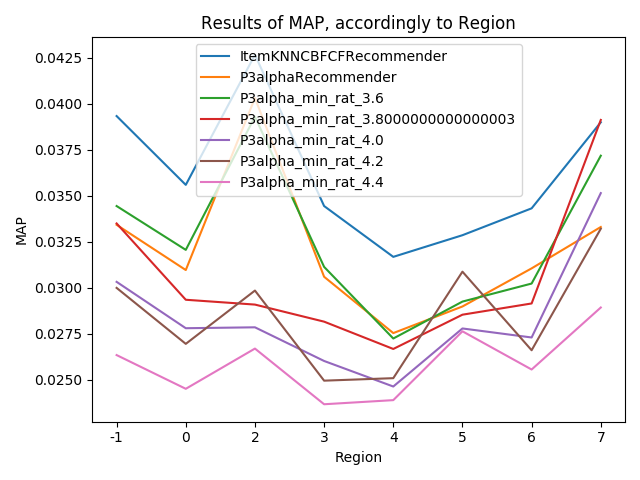 Results of MAP, accordingly to Region
ItemKNNCBFCFRecommender
P3alphaRecommender
P3alpha_min_rat_3.6
P3alpha_min_rat_3.8000000000000003
P3alpha_min_rat_4.0
P3alpha_min_rat_4.2
P3alpha_min_rat_4.4
0.0425
0.0400
0.0375
0.0350
0.0325
0.0300
0.0275
0.0250
MAP
-1 0 2 3 4 5 6 7
Region